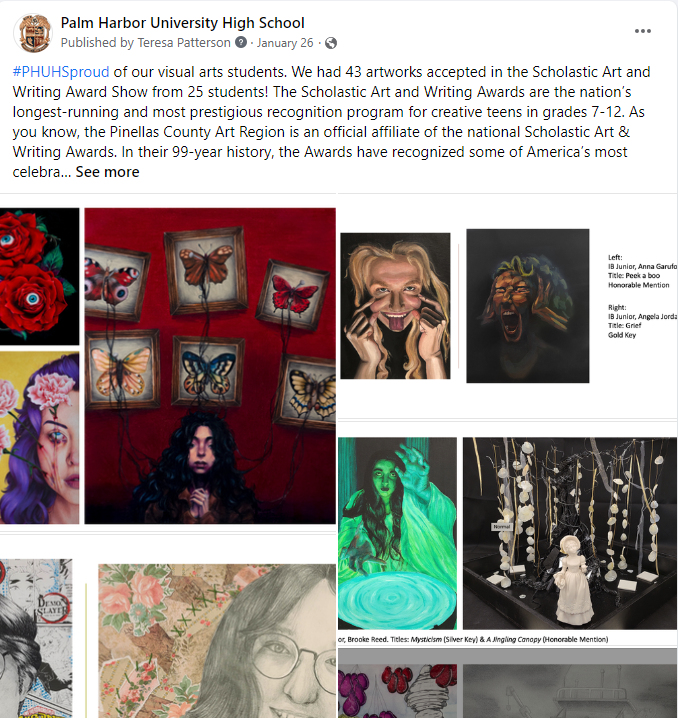 Palm Harbor University High School
Published by Teresa Patterson · January 26 ·
#PHUHSproud of our visual arts students. We had 43 artworks accepted in the Scholastic Art and
Writing Award Show from 25 students! The Scholastic Art and Writing Awards are the nation's
longest-running and most prestigious recognition program for creative teens in grades 7-12. As
you know, the Pinellas County Art Region is an official affiliate of the national Scholastic Art &
Writing Awards. In their 99-year history, the Awards have recognized some of America's most
celebra... See more
Left:
IB Junior, Anna Garufo
Title: Peek a boo
Honorable Mention
Right:
IB Junior, Angela Jorda
Title: Grief
Gold Key
Normal
DEMO
SLAYER
or, Brooke Reed. Titles: Mysticism (Silver Key) & A Jingling Canopy (Honorable Mention)